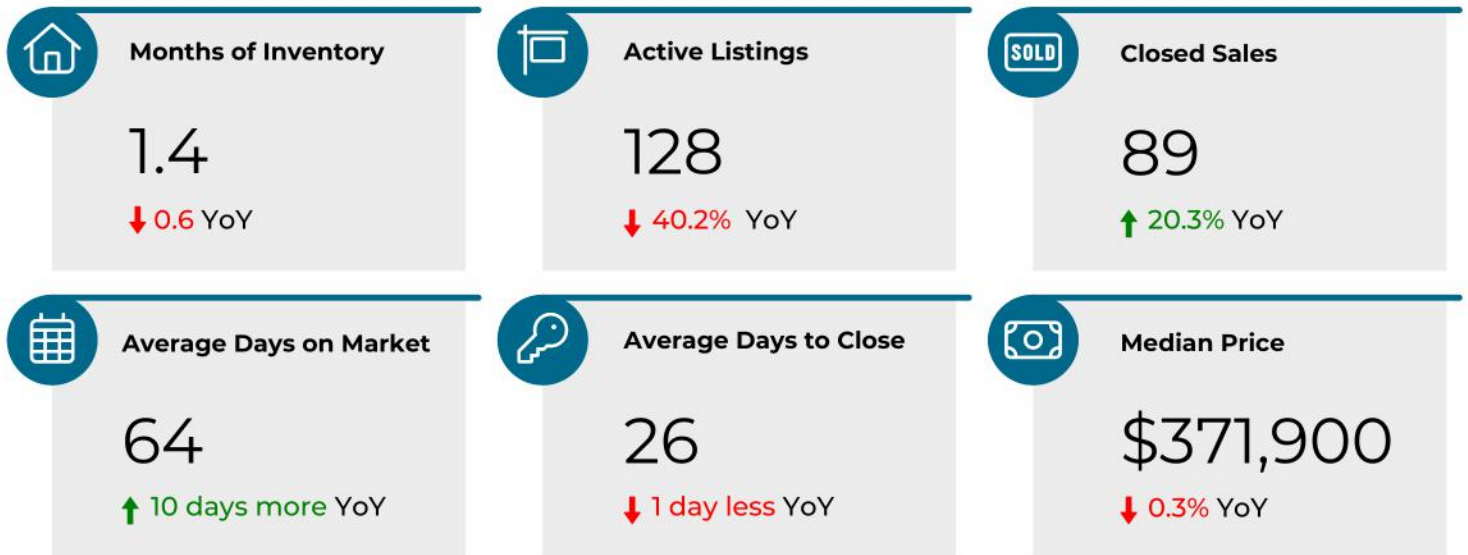 Months of Inventory
1.4
↓ 0.6 YoY
Active Listings
128
↓ 40.2% YoY
SOLD
Closed Sales
89
↑ 20.3% YoY
Average Days on Market
64
↑ 10 days more YoY
Average Days to Close
26
↓ 1 day less YoY
Median Price
$371,900
↓ 0.3% YoY